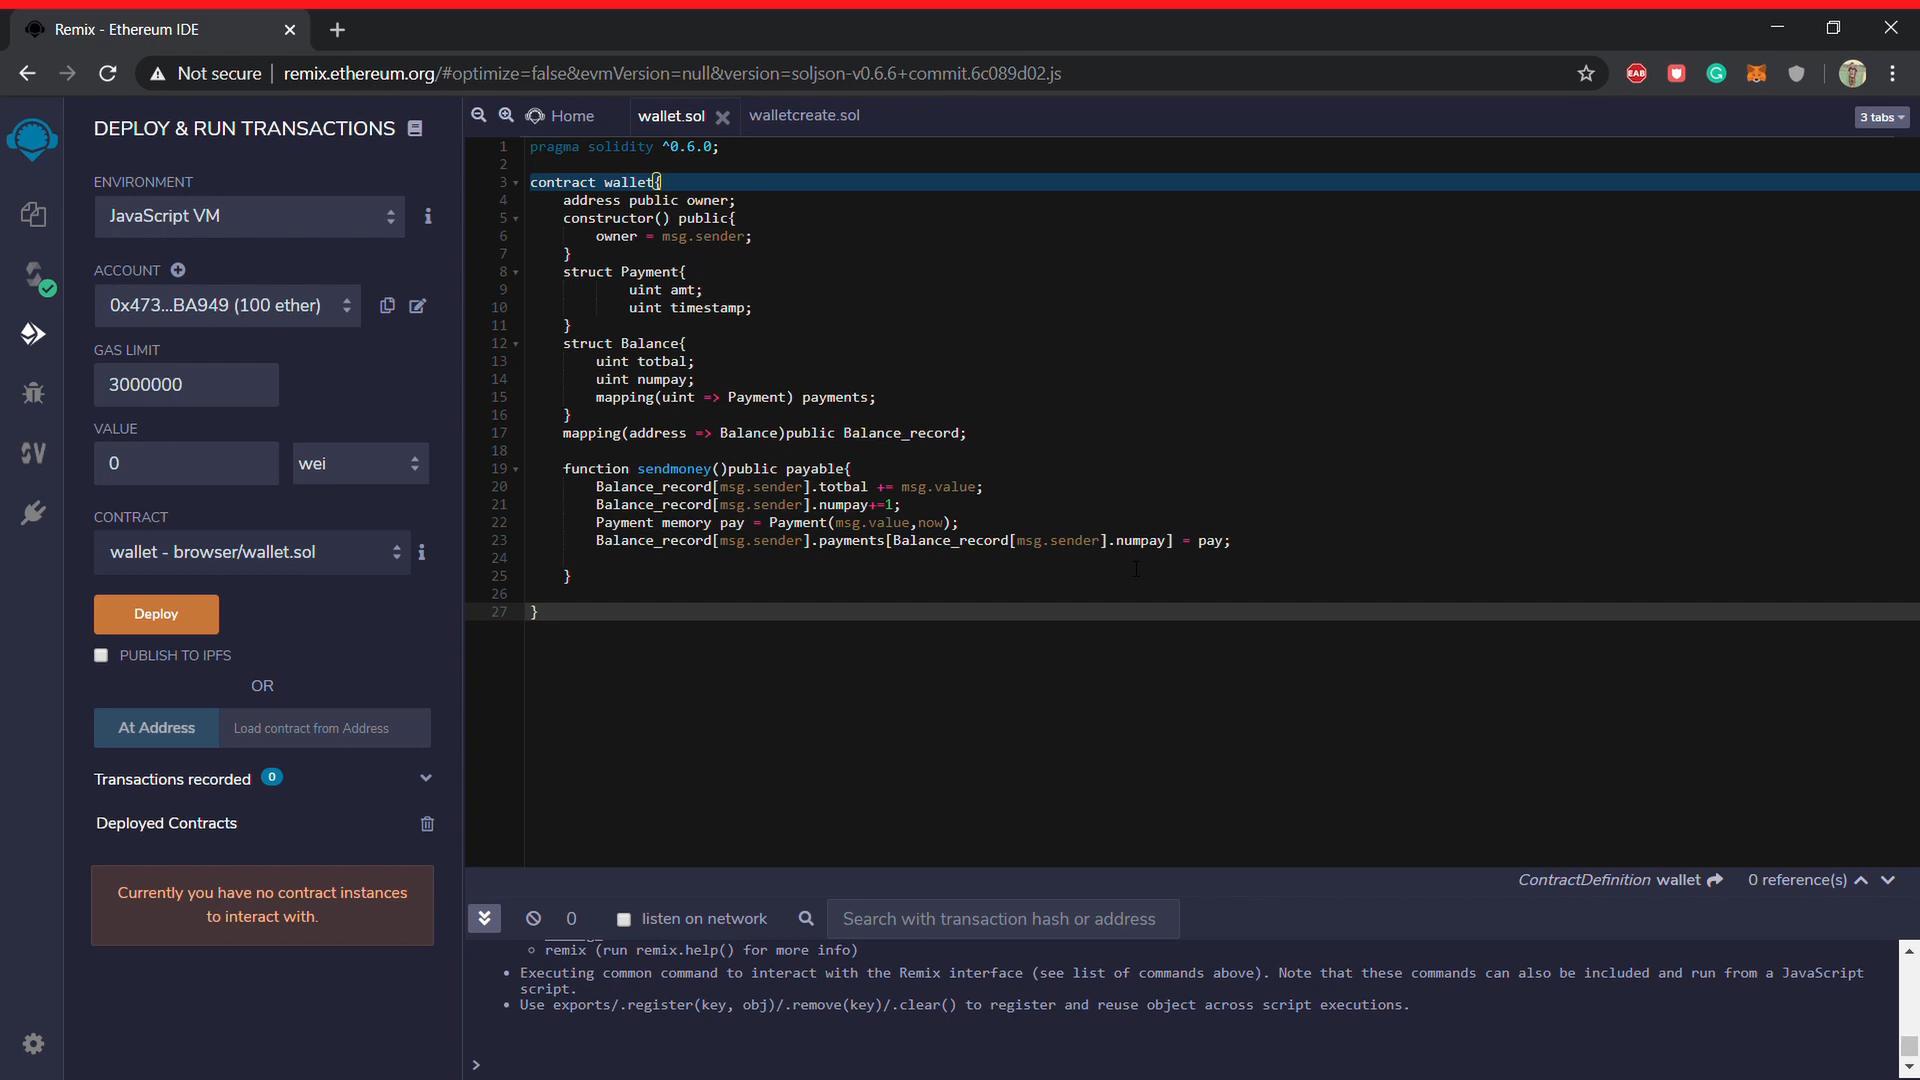 Remix - Ethereum IDE
Not secure | remix.ethereum.org/#optimize=false&evmVersion=null&version=soljson-v0.6.6+commit.6c089d02.js
EAB
DEPLOY & RUN TRANSACTIONS
ENVIRONMENT
JavaScript VM
ACCOUNT
0x473...BA949 (100 ether)
GAS LIMIT
3000000
VALUE
0 wei
CONTRACT
wallet - browser/wallet.sol
Deploy
PUBLISH TO IPFS
OR
At Address Load contract from Address
Transactions recorded 0
Deployed Contracts
Currently you have no contract instances
to interact with.
Home wallet.sol walletcreate.sol 3 tabs
1 pragma solidity ^0.6.0;
2
3 contract wallet{
4 address public owner;
5 constructor() public{
6 owner = msg.sender;
7 }
8 struct Payment{
9 uint amt;
10 uint timestamp;
11 }
12 struct Balance{
13 uint totbal;
14 uint numpay;
15 mapping(uint => Payment) payments;
16 }
17 mapping(address => Balance)public Balance_record;
18
19 function sendmoney()public payable{
20 Balance_record[msg.sender].totbal += msg.value;
21 Balance_record[msg.sender].numpay+=1;
22 Payment memory pay = Payment(msg.value,now);
23 Balance_record[msg.sender].payments[Balance_record[msg.sender].numpay] = pay;
24
25 }
26
27 }
ContractDefinition wallet 0 reference(s)
0 listen on network Search with transaction hash or address
remix (run remix.help() for more info)
• Executing common command to interact with the Remix interface (see list of commands above). Note that these commands can also be included and run from a JavaScript
script.
• Use exports/.register(key, obj)/.remove(key)/.clear() to register and reuse object across script executions.
>